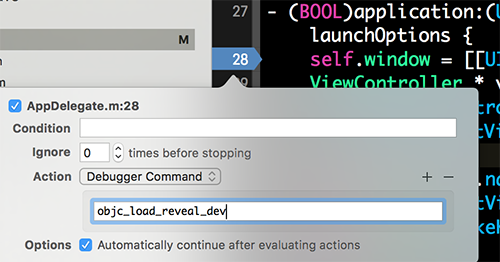 27
- (BOOL)application:(U
launchOptions {
M
28
self.window = [[UI
ViewController * v
AppDelegate.m:28
Condition
Ignore 0 times before stopping
Action Debugger Command + −
objc_load_reveal_dev
Options Automatically continue after evaluating actions